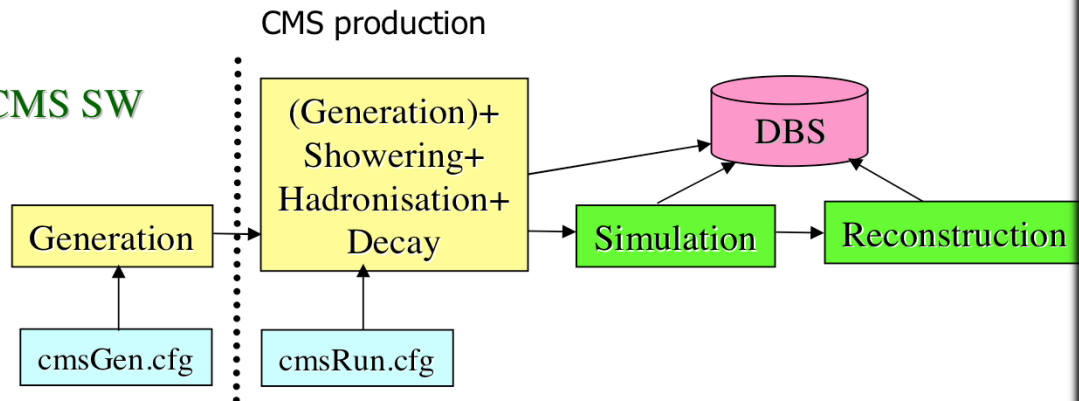 CMS production
CMS SW
(Generation)+
Showering+
Hadronisation+
Decay
DBS
Generation
Simulation
Reconstruction
cmsGen.cfg
cmsRun.cfg